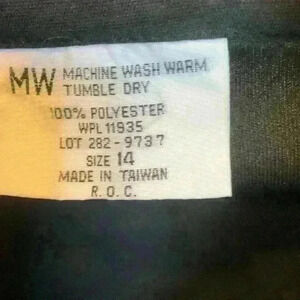 MW MACHINE WASH WARM
TUMBLE DRY
100% POLYESTER
WPL 11935
LOT 282-9737
SIZE 14
MADE IN TAIWAN
R.O.C.